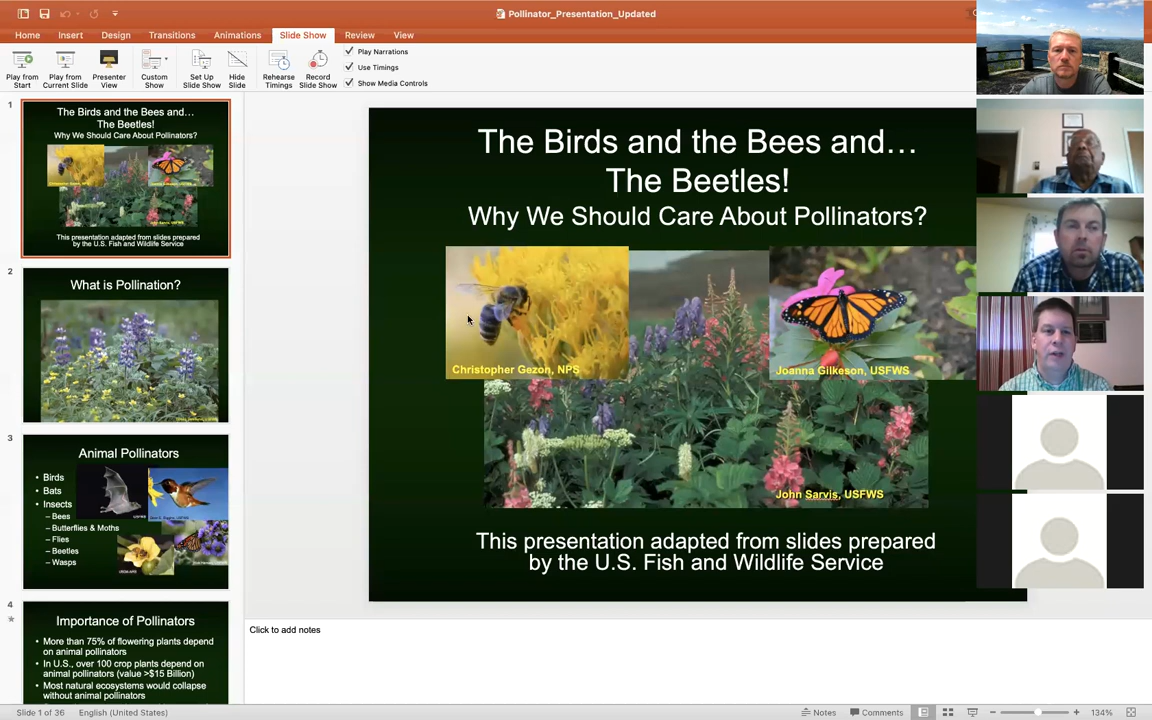 Pollinator_Presentation_Updated
Home Insert Design Transitions Animations Slide Show Review View
Play from Start
Play from Current Slide
Presenter View
Custom Show
Set Up Slide Show
Hide Slide
Rehearse Timings
Record Slide Show
Play Narrations
Use Timings
Show Media Controls
1
The Birds and the Bees and…
The Beetles!
Why We Should Care About Pollinators?
This presentation adapted from slides prepared
by the U.S. Fish and Wildlife Service
2
What is Pollination?
3
Animal Pollinators
• Birds
• Bats
• Insects
– Bees
– Butterflies & Moths
– Flies
– Beetles
– Wasps
4
Importance of Pollinators
• More than 75% of flowering plants depend
on animal pollinators
• In U.S., over 100 crop plants depend on
animal pollinators (value >$15 Billion)
• Most natural ecosystems would collapse
without animal pollinators
The Birds and the Bees and…
The Beetles!
Why We Should Care About Pollinators?
Christopher Gezon, NPS
Joanna Gilkeson, USFWS
John Sarvis, USFWS
This presentation adapted from slides prepared
by the U.S. Fish and Wildlife Service
Click to add notes
Slide 1 of 36 English (United States) Notes Comments 134%